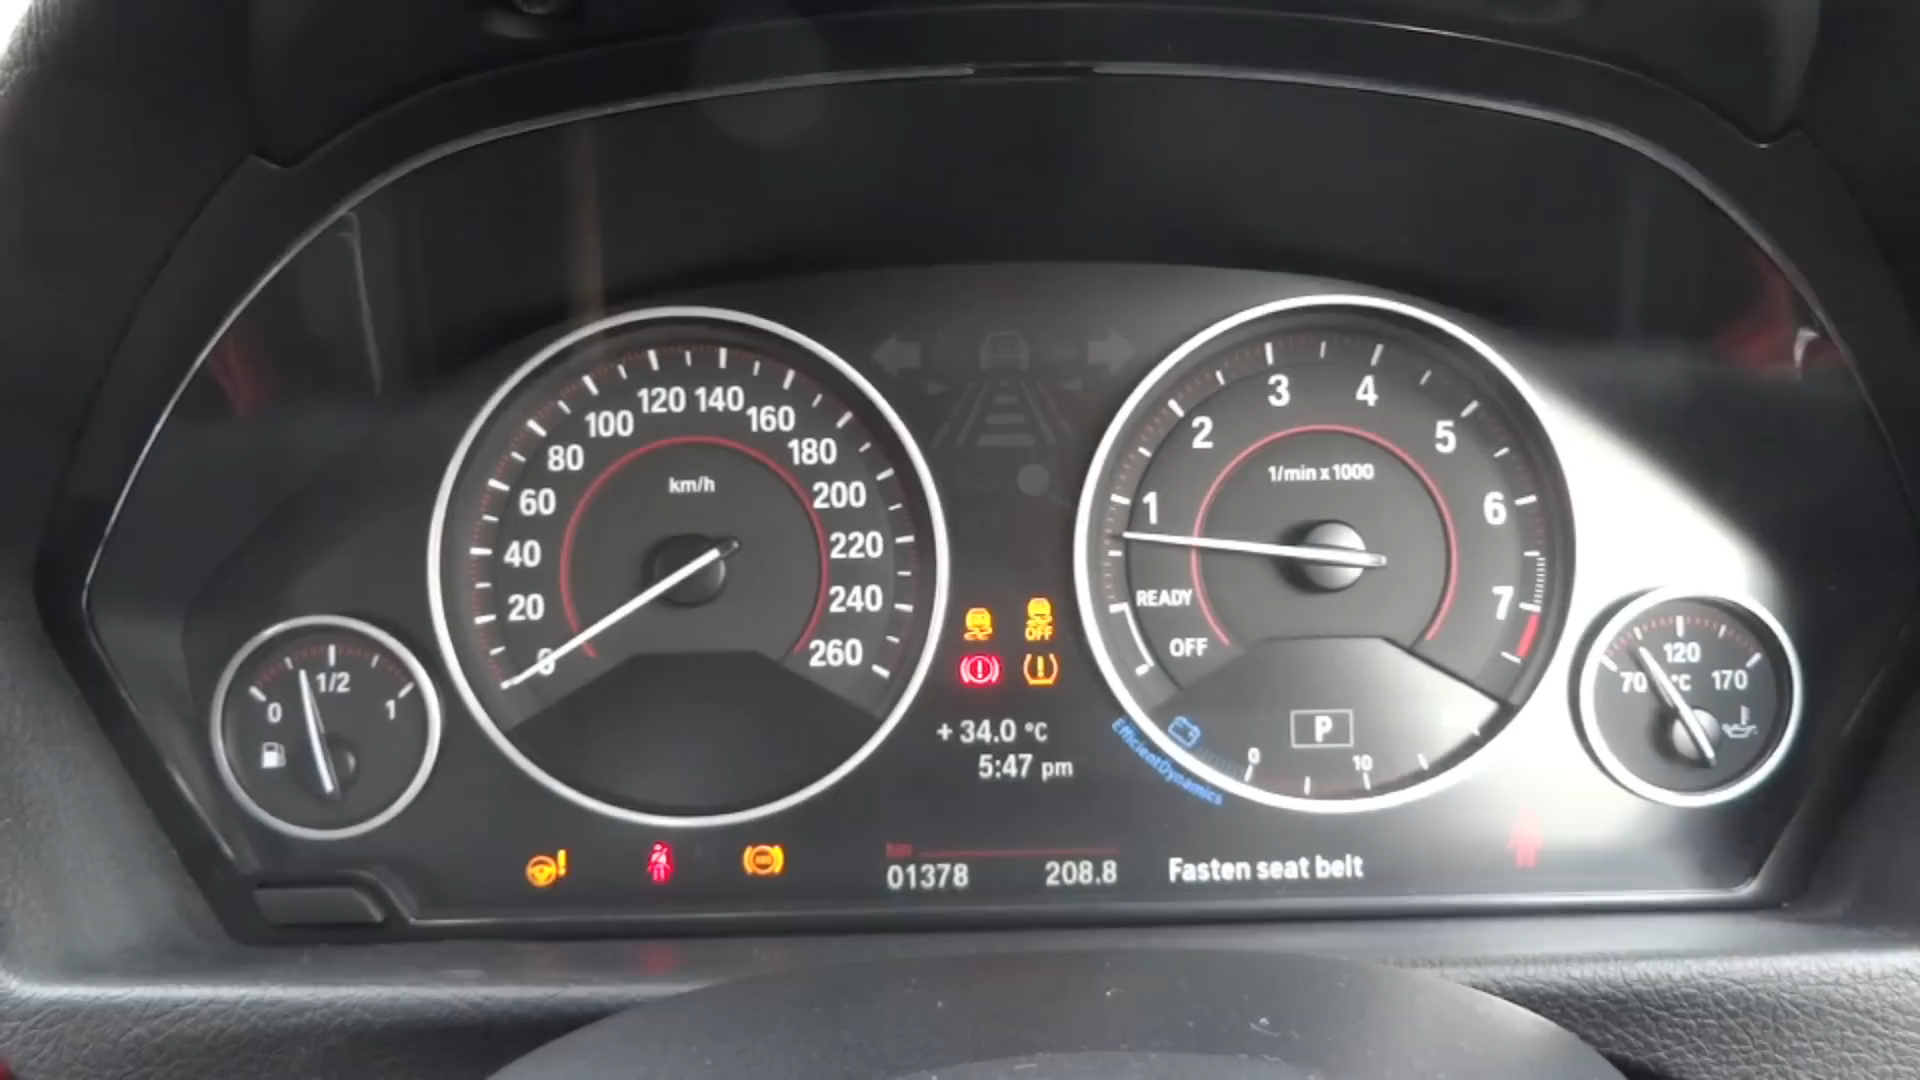 120 140
100 160
80 180
km/h
60 200
40 220
20 240
0 260
3 4
2 5
1/min x 1000
1 6
READY 7
OFF
OFF
1/2
0 1
120
70 °C 170
+ 34.0 °C
5:47 pm
P
0 10
EfficientDynamics
km
01378 208.8
Fasten seat belt